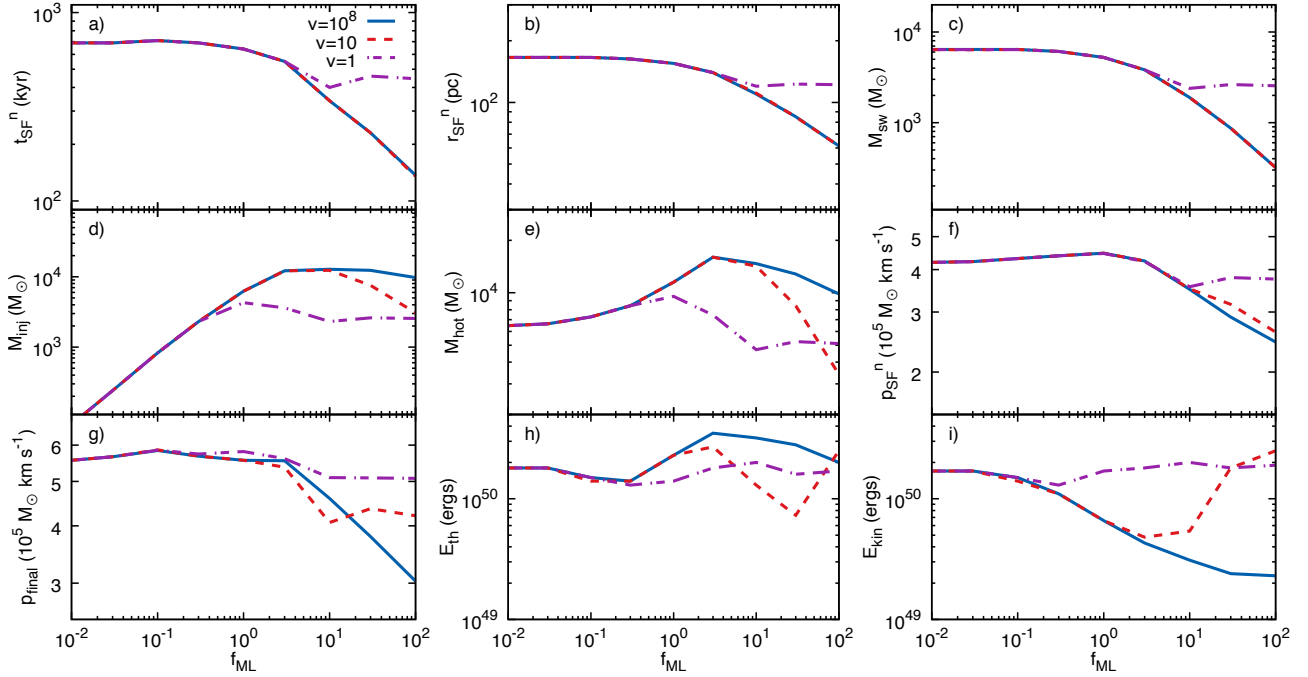 a)
b)
c)
v=10⁸
v=10
v=1
10³
10²
t_SF^n (kyr)
10²
r_SF^n (pc)
10⁴
10³
M_sw (M_⊙)
d)
e)
f)
10⁴
10³
M_inj (M_⊙)
10⁴
M_hot (M_⊙)
5
4
3
2
p_SF^n (10⁵ M_⊙ km s⁻¹)
g)
h)
i)
6
5
4
3
p_final (10⁵ M_⊙ km s⁻¹)
10⁵⁰
10⁴⁹
E_th (ergs)
10⁵⁰
10⁴⁹
E_kin (ergs)
10⁻² 10⁻¹ 10⁰ 10¹ 10²
10⁻² 10⁻¹ 10⁰ 10¹ 10²
10⁻² 10⁻¹ 10⁰ 10¹ 10²
f_ML
f_ML
f_ML